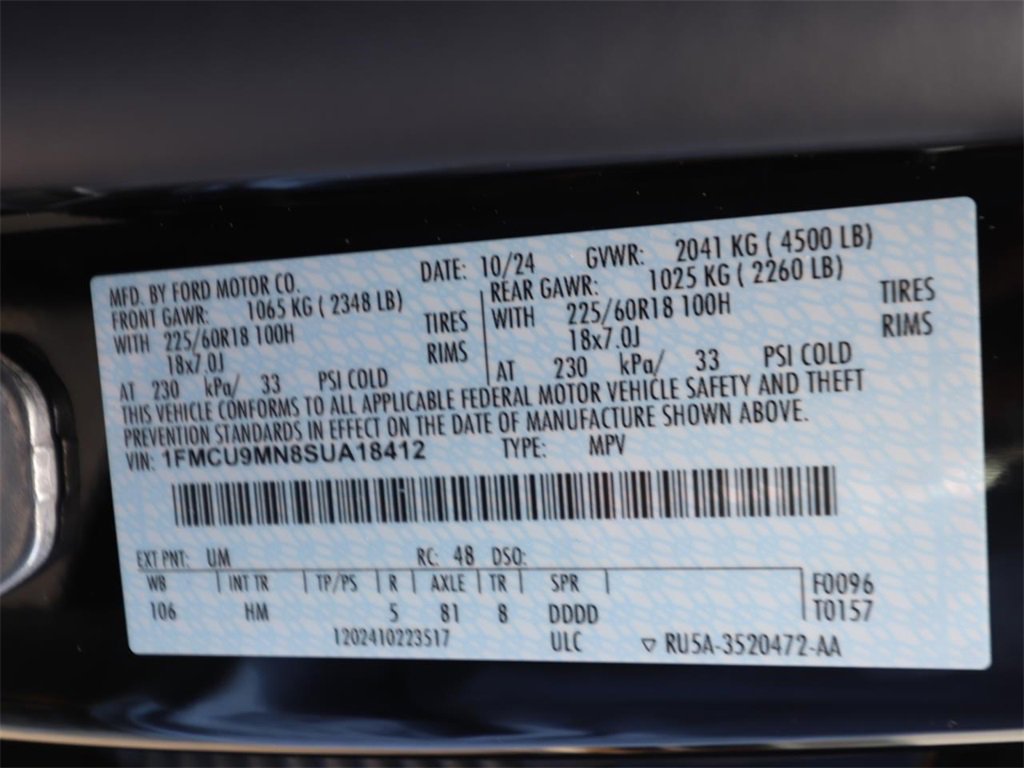 MFD. BY FORD MOTOR CO. DATE: 10/24 GVWR: 2041 KG ( 4500 LB)
FRONT GAWR: 1065 KG ( 2348 LB) REAR GAWR: 1025 KG ( 2260 LB)
WITH 225/60R18 100H TIRES WITH 225/60R18 100H TIRES
18x7.0J RIMS 18x7.0J RIMS
AT 230 kPa/ 33 PSI COLD AT 230 kPa/ 33 PSI COLD
THIS VEHICLE CONFORMS TO ALL APPLICABLE FEDERAL MOTOR VEHICLE SAFETY AND THEFT
PREVENTION STANDARDS IN EFFECT ON THE DATE OF MANUFACTURE SHOWN ABOVE.
VIN: 1FMCU9MN8SUA18412 TYPE: MPV
EXT PNT: UM RC: 48 DSO:
WB INT TR TP/PS R AXLE TR SPR F0096
106 HM 5 81 8 DDDD T0157
1202410223517 ULC ▽ RU5A-3520472-AA